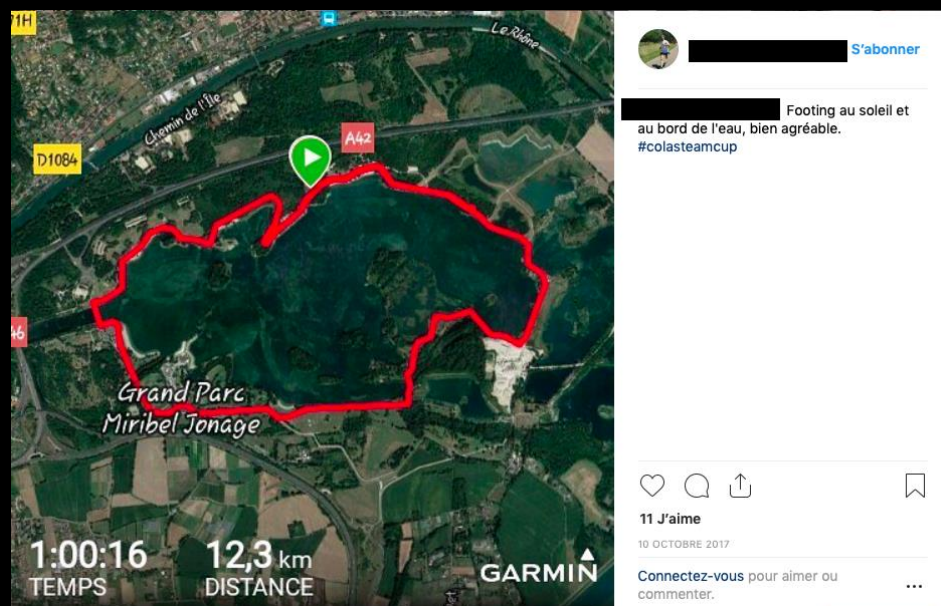 71H
Le Rhône
Chemin de l'Île
A42
D1084
46
Grand Parc
Miribel Jonage
1:00:16
TEMPS
12,3 km
DISTANCE
GARMIN
S'abonner
Footing au soleil et
au bord de l'eau, bien agréable.
#colasteamcup
11 J'aime
10 OCTOBRE 2017
Connectez-vous pour aimer ou
commenter.